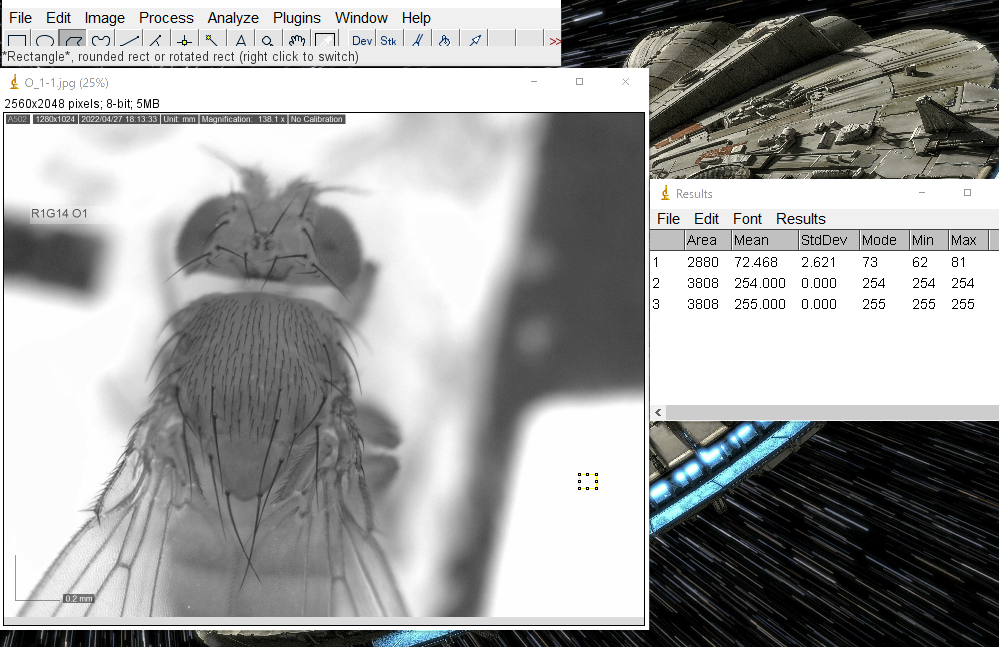 File Edit Image Process Analyze Plugins Window Help
A Dev Stk >>
*Rectangle*, rounded rect or rotated rect (right click to switch)
O_1-1.jpg (25%)
2560x2048 pixels; 8-bit; 5MB
A502 1280x1024 2022/04/27 18:13:33 Unit: mm Magnification: 138.1 x No Calibration
R1G14 O1
0.2 mm
Results
File Edit Font Results
Area Mean StdDev Mode Min Max
1 2880 72.468 2.621 73 62 81
2 3808 254.000 0.000 254 254 254
3 3808 255.000 0.000 255 255 255